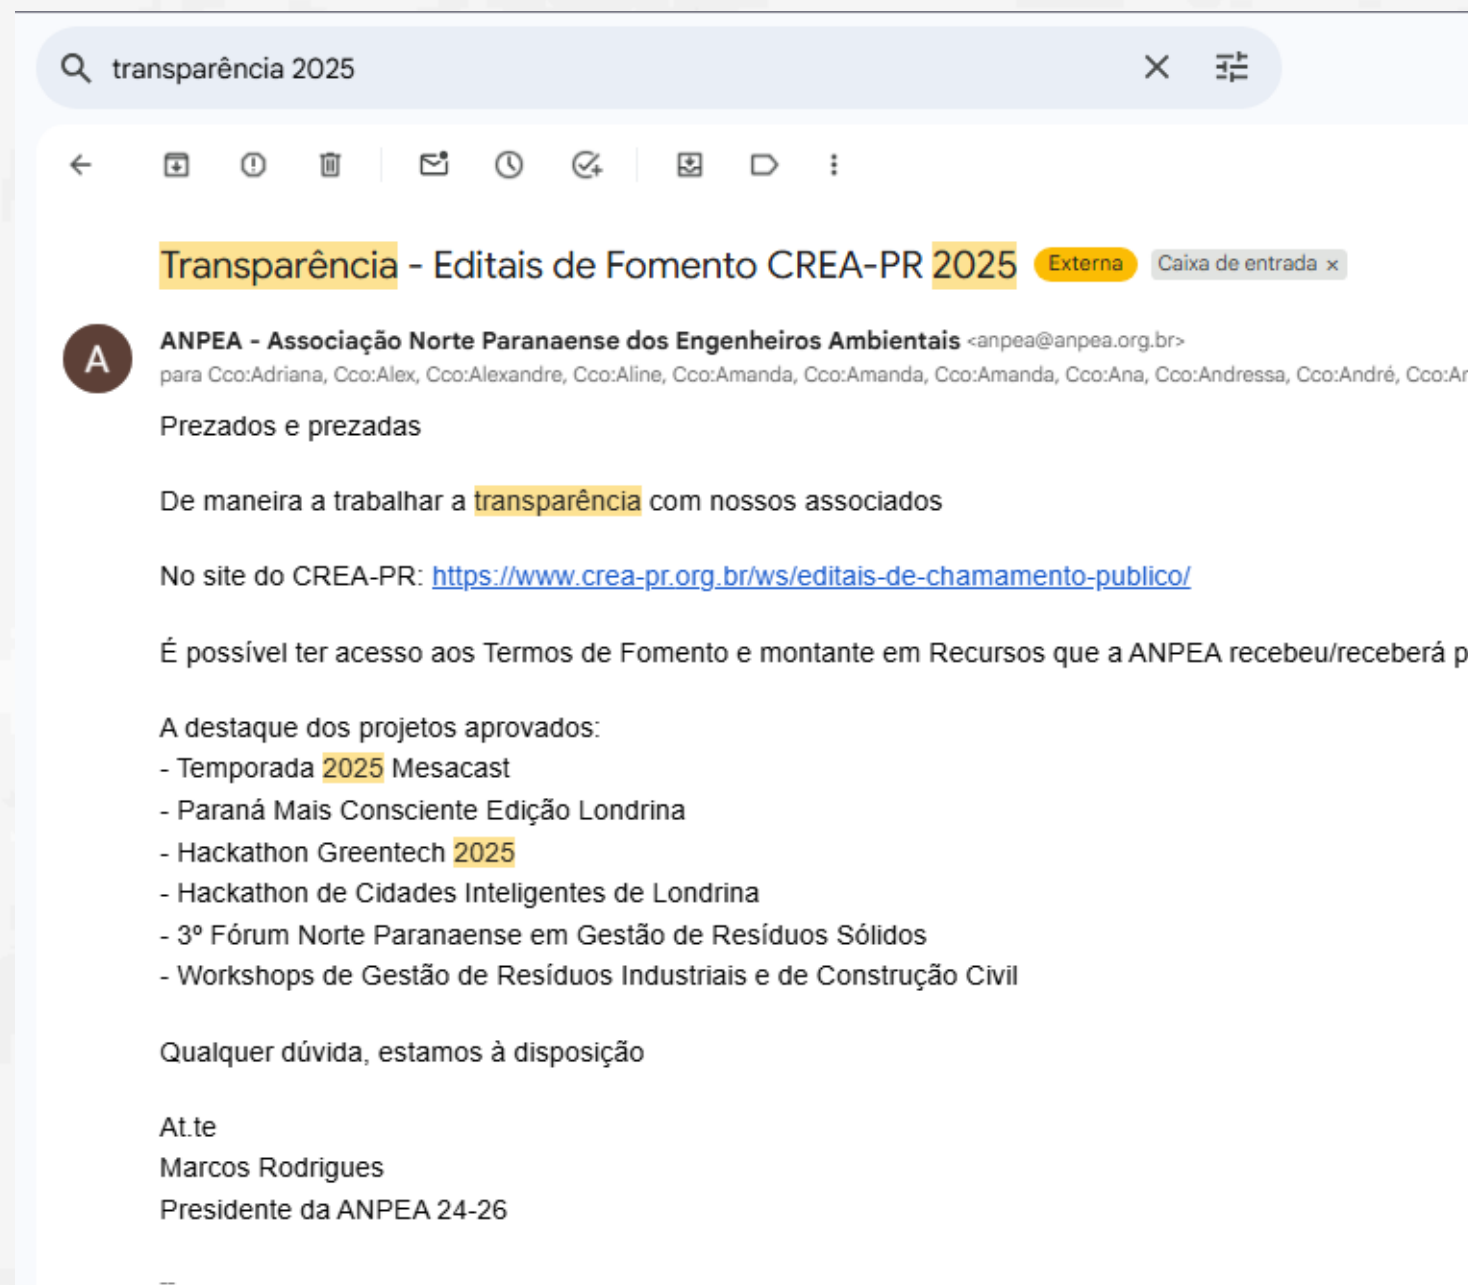 transparência 2025
Transparência - Editais de Fomento CREA-PR 2025 Externa Caixa de entrada x
A
ANPEA - Associação Norte Paranaense dos Engenheiros Ambientais <anpea@anpea.org.br>
para Cco:Adriana, Cco:Alex, Cco:Alexandre, Cco:Aline, Cco:Amanda, Cco:Amanda, Cco:Amanda, Cco:Ana, Cco:Andressa, Cco:André,
Prezados e prezadas
De maneira a trabalhar a transparência com nossos associados
No site do CREA-PR: https://www.crea-pr.org.br/ws/editais-de-chamamento-publico/
É possível ter acesso aos Termos de Fomento e montante em Recursos que a ANPEA recebeu/receberá
A destaque dos projetos aprovados:
- Temporada 2025 Mesacast
- Paraná Mais Consciente Edição Londrina
- Hackathon Greentech 2025
- Hackathon de Cidades Inteligentes de Londrina
- 3º Fórum Norte Paranaense em Gestão de Resíduos Sólidos
- Workshops de Gestão de Resíduos Industriais e de Construção Civil
Qualquer dúvida, estamos à disposição
At.te
Marcos Rodrigues
Presidente da ANPEA 24-26
--